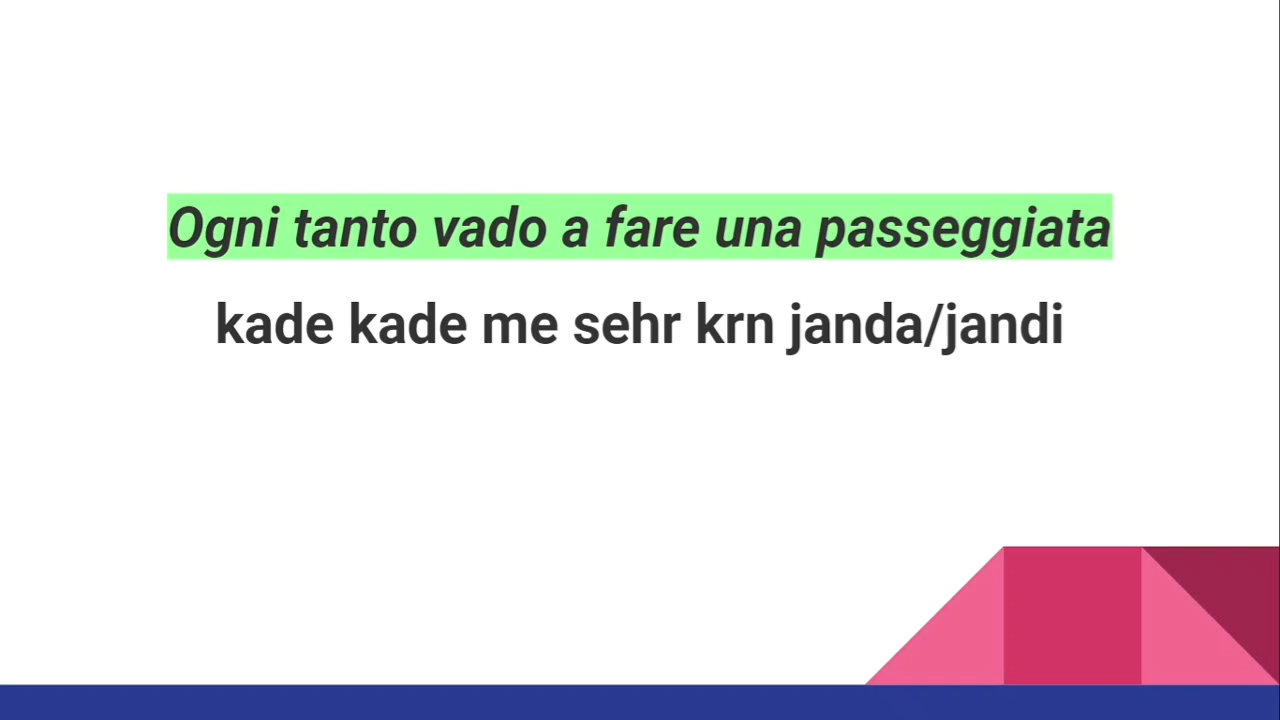 Ogni tanto vado a fare una passeggiata
kade kade me sehr krn janda/jandi